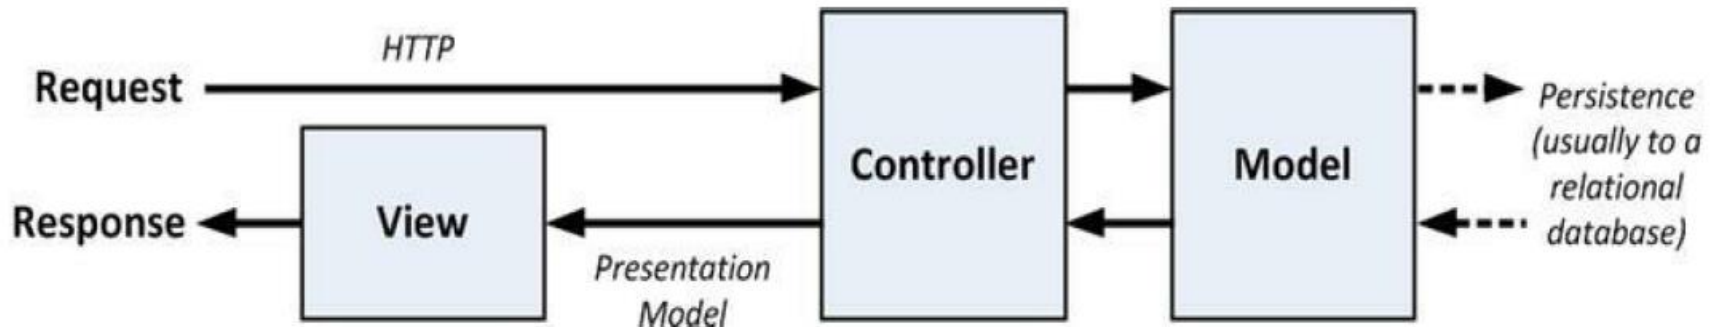 HTTP
Request
Controller
Model
Persistence
(usually to a
relational
database)
View
Response
Presentation
Model